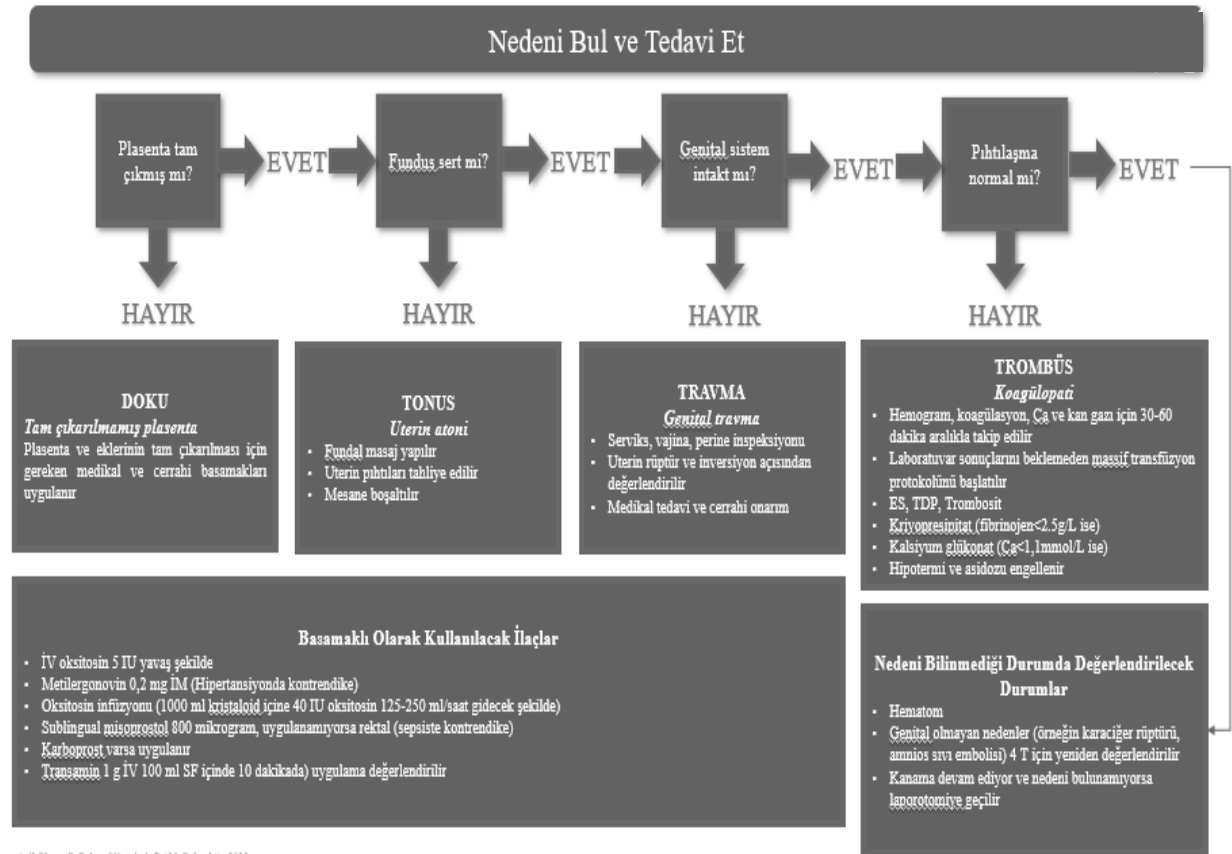 Nedeni Bul ve Tedavi Et
Plasenta tam
çıkmış mı?
EVET
Fundus sert mi?
EVET
Genital sistem
intakt mı?
EVET
Pıhtılaşma
normal mi?
EVET
HAYIR
HAYIR
HAYIR
HAYIR
DOKU
Tam çıkarılmamış plasenta
Plasenta ve eklerinin tam çıkarılması için
gereken medikal ve cerrahi basamakları
uygulanır
TONUS
Uterin atoni
• Fundal masaj yapılır
• Uterin pıhtıları tahliye edilir
• Mesane boşaltılır
TRAVMA
Genital travma
• Serviks, vajina, perine inspeksiyonu
• Uterin rüptür ve inversiyon açısından
değerlendirilir
• Medikal tedavi ve cerrahi onarım
TROMBÜS
Koagülopati
• Hemogram, koagülasyon, Ca ve kan gazı için 30-60
dakika aralıkla takip edilir
• Laboratuvar sonuçlarını beklemeden massif transfüzyon
protokolünü başlatılır
• ES, TDP, Trombosit
• Kriyopresipitat (fibrinojen<2.5g/L ise)
• Kalsiyum glükonat (Ca<1,1mmol/L ise)
• Hipotermi ve asidozu engellenir
Basamaklı Olarak Kullanılacak İlaçlar
• İV oksitosin 5 IU yavaş şekilde
• Metilergonovin 0,2 mg İM (Hipertansiyonda kontrendike)
• Oksitosin infüzyonu (1000 ml kristaloid içine 40 IU oksitosin 125-250 ml/saat gidecek şekilde)
• Sublingual misoprostol 800 mikrogram, uygulanamıyorsa rektal (sepsiste kontrendike)
• Karboprost varsa uygulanır
• Transamin 1 g İV 100 ml SF içinde 10 dakikada) uygulama değerlendirilir
Nedeni Bilinmediği Durumda Değerlendirilecek
Durumlar
• Hematom
• Genital olmayan nedenler (örneğin karaciğer rüptürü,
amnios sıvı embolisi) 4 T için yeniden değerlendirilir
• Kanama devam ediyor ve nedeni bulunamıyorsa
laporotomiye geçilir